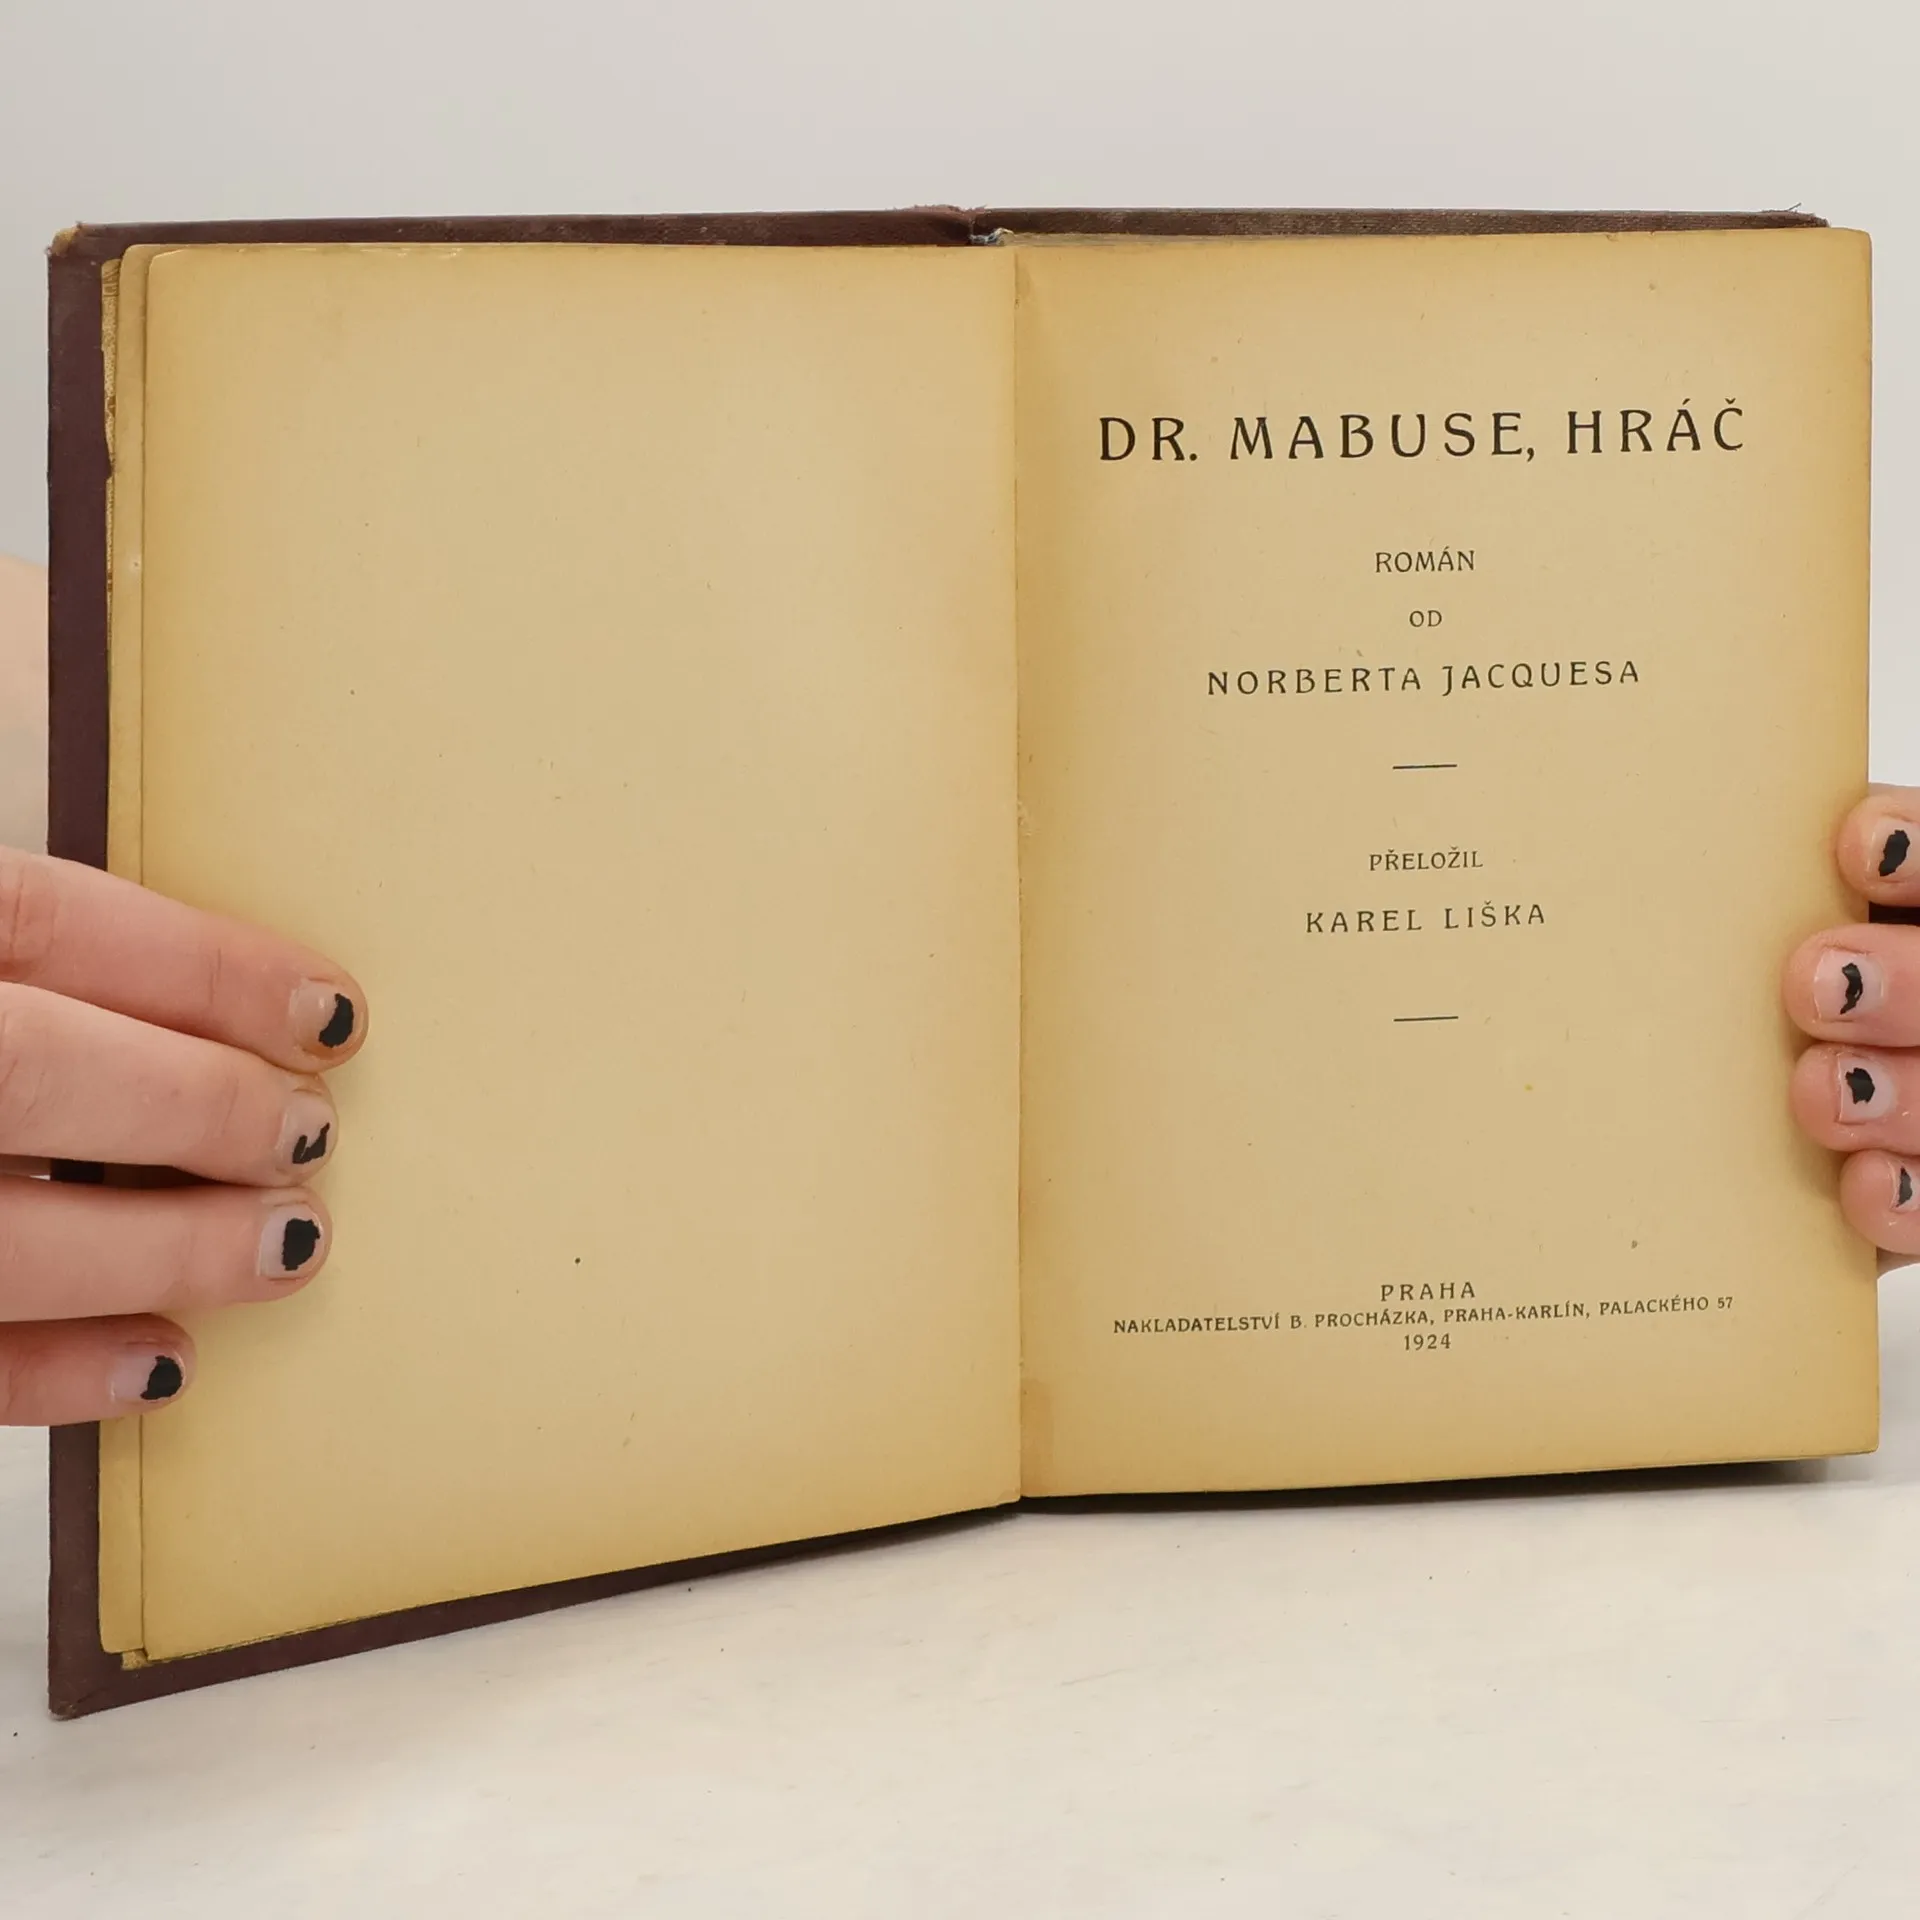 DR. MABUSE, HRÁČ
ROMÁN
OD
NORBERTA JACQUESA
PŘELOŽIL
KAREL LIŠKA
PRAHA
NAKLADATELSTVÍ B. PROCHÁZKA, PRAHA-KARLÍN, PALACKÉHO 57
1924